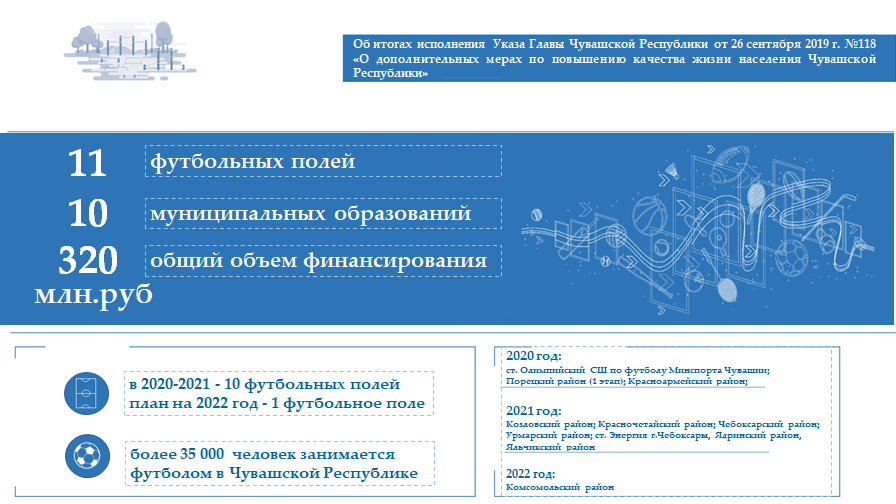 Об итогах исполнения Указа Главы Чувашской Республики от 26 сентября 2019 г. №118
«О дополнительных мерах по повышению качества жизни населения Чувашской
Республики»
11 футбольных полей
10 муниципальных образований
320 общий объем финансирования
млн.руб
в 2020-2021 - 10 футбольных полей
план на 2022 год - 1 футбольное поле
более 35 000 человек занимается
футболом в Чувашской Республике
2020 год:
ст. Олимпийский СШ по футболу Минспорта Чувашии;
Порецкий район (1 этап); Красноармейский район;
2021 год:
Козловский район; Красночетайский район; Чебоксарский район;
Урмарский район; ст. Энергия г.Чебоксары, Ядринский район,
Яльчикский район
2022 год:
Комсомольский район